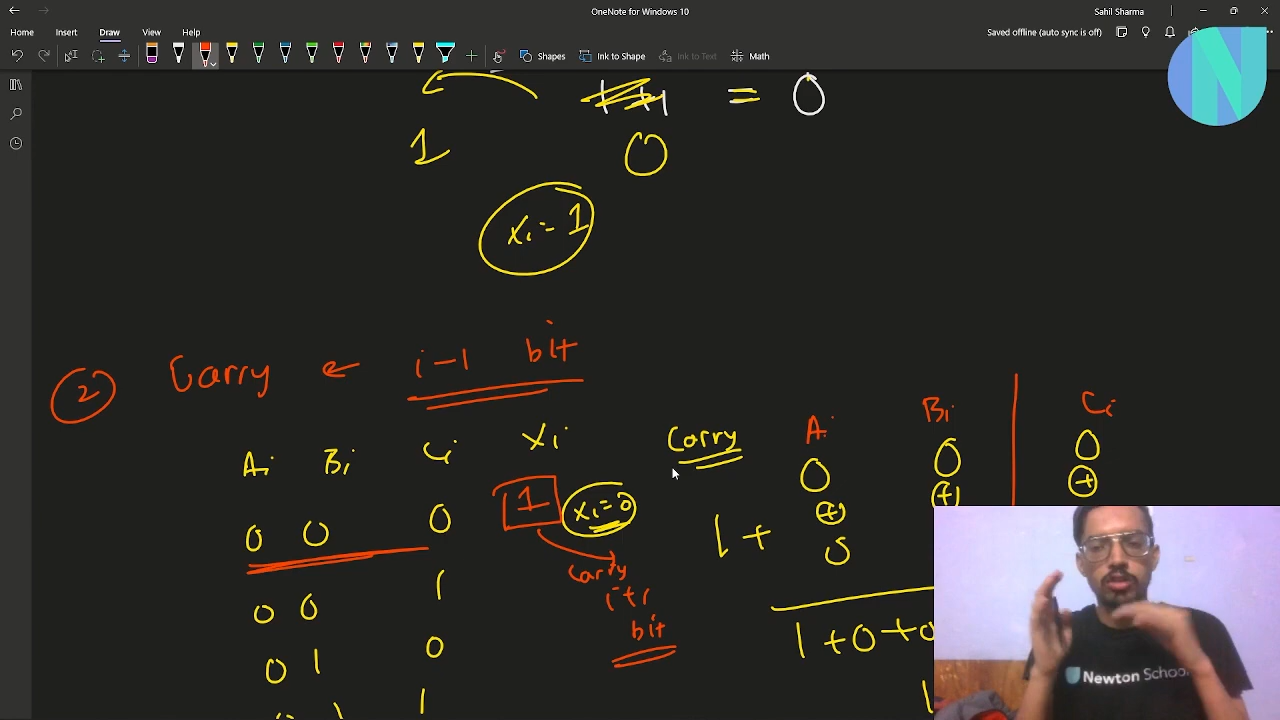 OneNote for Windows 10
Sahil Sharma
Home Insert Draw View Help
Saved offline (auto sync is off)
Shapes Ink to Shape Ink to Text Math
= 0
1 0
xi = 1
2 Carry ← i-1 bit
Ai Bi Ci Xi
0 0 0 1 xi=0
carry
i+1
bit
0 0 1
0 1 0
1
Carry Ai Bi Ci
0 0 0
+ + +
1 + 0
1+0+0
1
Newton School